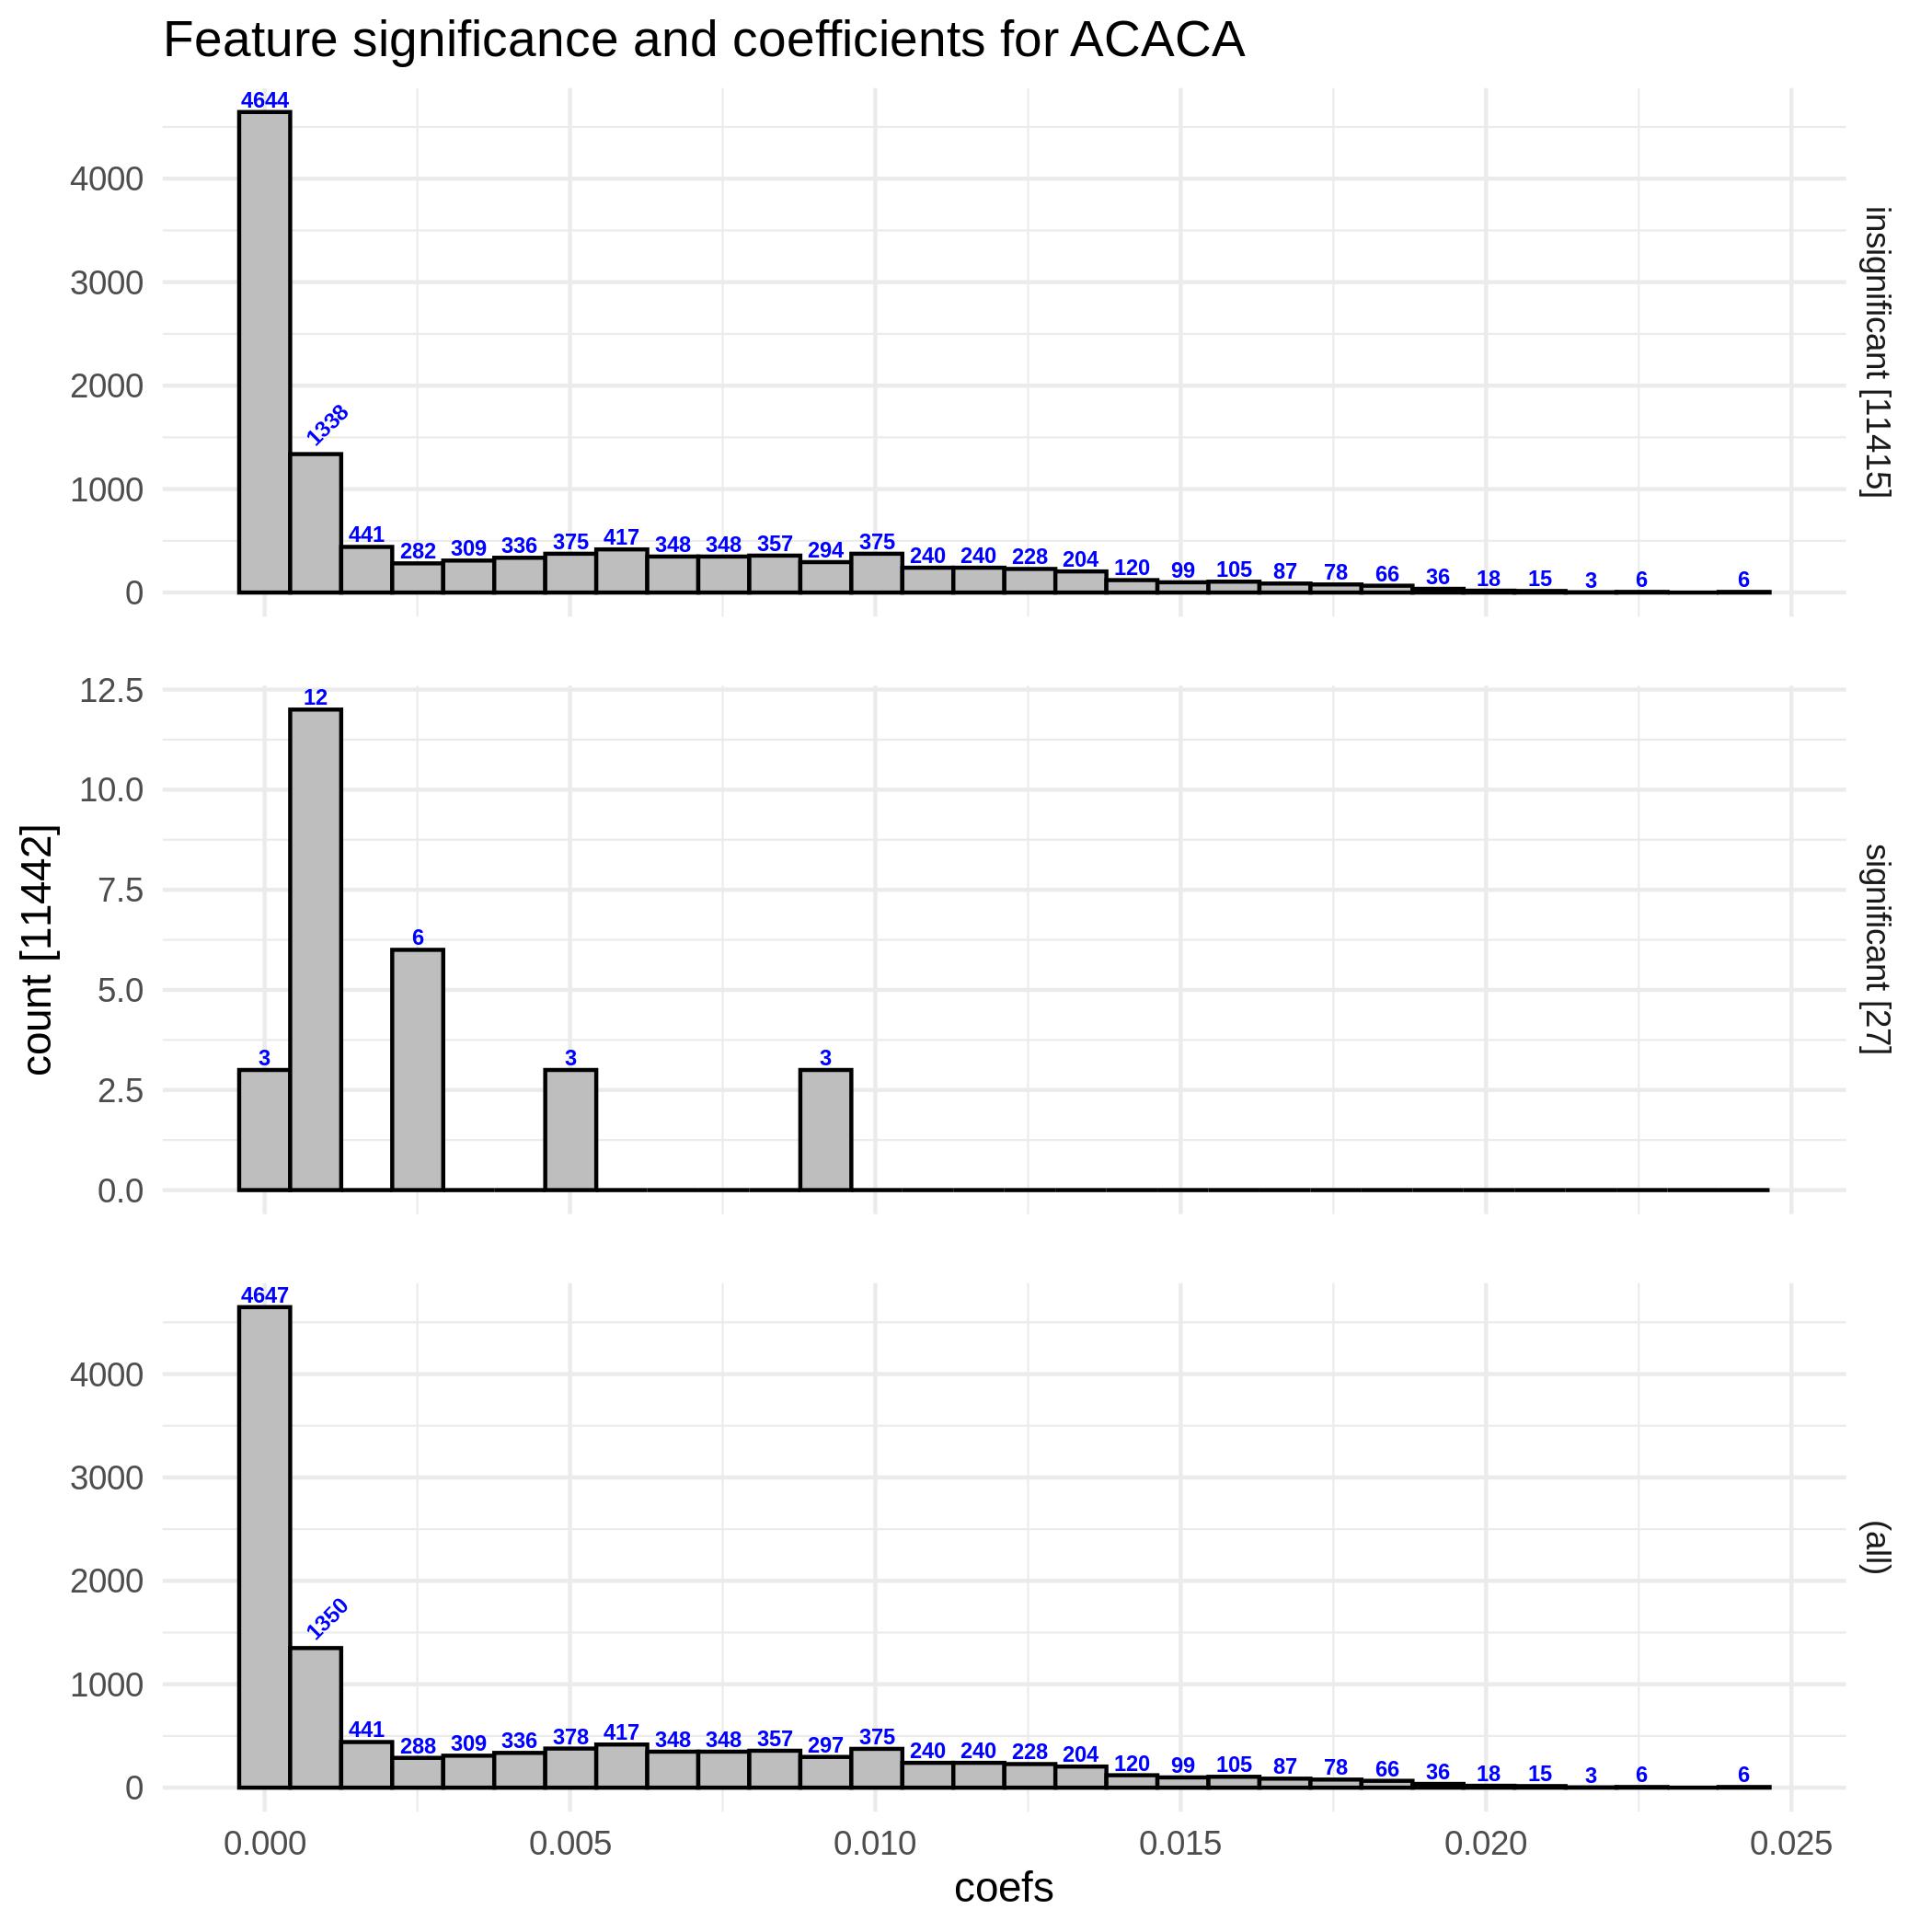 Feature significance and coefficients for ACACA
4644
1338
441 282 309 336 375 417 348 348 357 294 375 240 240 228 204 120 99 105 87 78 66 36 18 15 3 6 6
4000
3000
2000
1000
0
insignificant [11415]
12
6
3 3 3
12.5
10.0
7.5
5.0
2.5
0.0
significant [27]
count [11442]
4647
1350
441 288 309 336 378 417 348 348 357 297 375 240 240 228 204 120 99 105 87 78 66 36 18 15 3 6 6
4000
3000
2000
1000
0
(all)
0.000 0.005 0.010 0.015 0.020 0.025
coefs